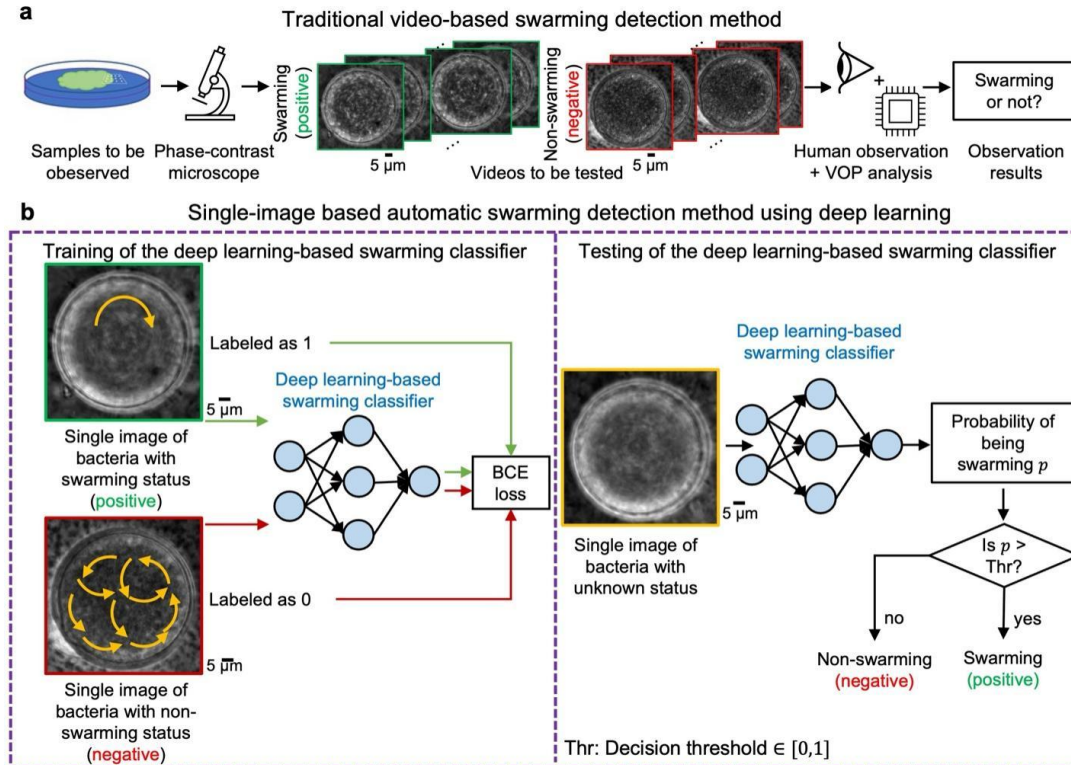 a
Traditional video-based swarming detection method
Samples to be
obeserved
Phase-contrast
microscope
Swarming
(positive)
...
...
5 µm
Videos to be tested
Non-swarming
(negative)
...
...
5 µm
+
Human observation
+ VOP analysis
Swarming
or not?
Observation
results
b
Single-image based automatic swarming detection method using deep learning
Training of the deep learning-based swarming classifier
Labeled as 1
5 µm
Single image of
bacteria with
swarming status
(positive)
Deep learning-based
swarming classifier
BCE
loss
Labeled as 0
5 µm
Single image of
bacteria with non-
swarming status
(negative)
Testing of the deep learning-based swarming classifier
Deep learning-based
swarming classifier
5 µm
Single image of
bacteria with
unknown status
Probability of
being
swarming p
Is p >
Thr?
no
yes
Non-swarming
(negative)
Swarming
(positive)
Thr: Decision threshold ∈ [0,1]